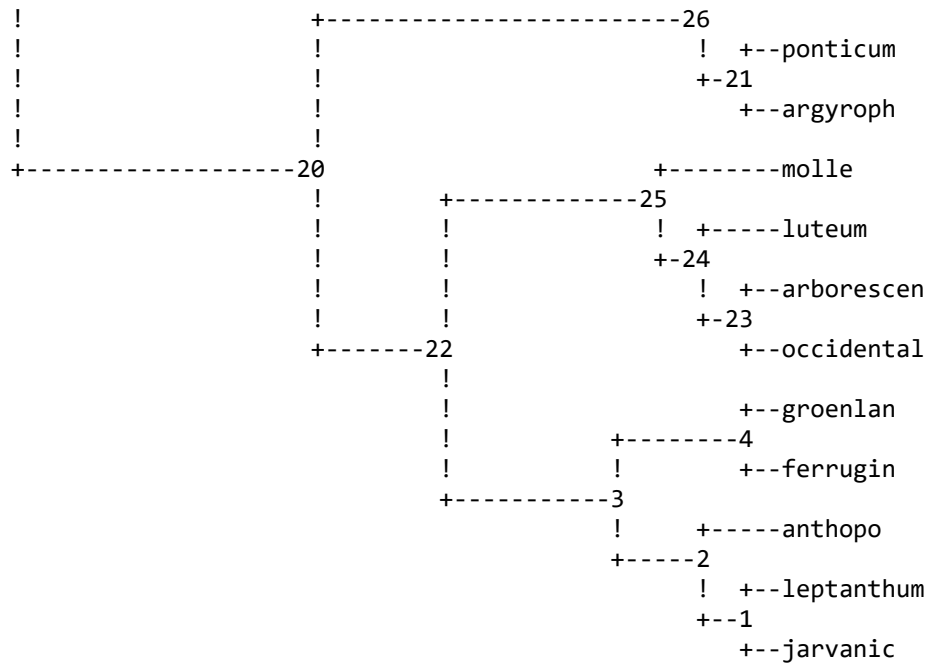 !                      +-------------------------26
!                      !                          !  +--ponticum
!                      !                          +-21
!                      !                             +--argyroph
!                      !
+-------------------20                       +--------molle
                       !        +-------------25
                       !        !              !  +-----luteum
                       !        !              +-24
                       !        !                 !  +--arborescen
                       !        !                 +-23
                       +-------22                    +--occidental
                                !
                                !                    +--groenlan
                                !           +--------4
                                !           !        +--ferrugin
                                +-----------3
                                            !     +-----anthopo
                                            +-----2
                                                  !  +--leptanthum
                                                  +--1
                                                     +--jarvanic